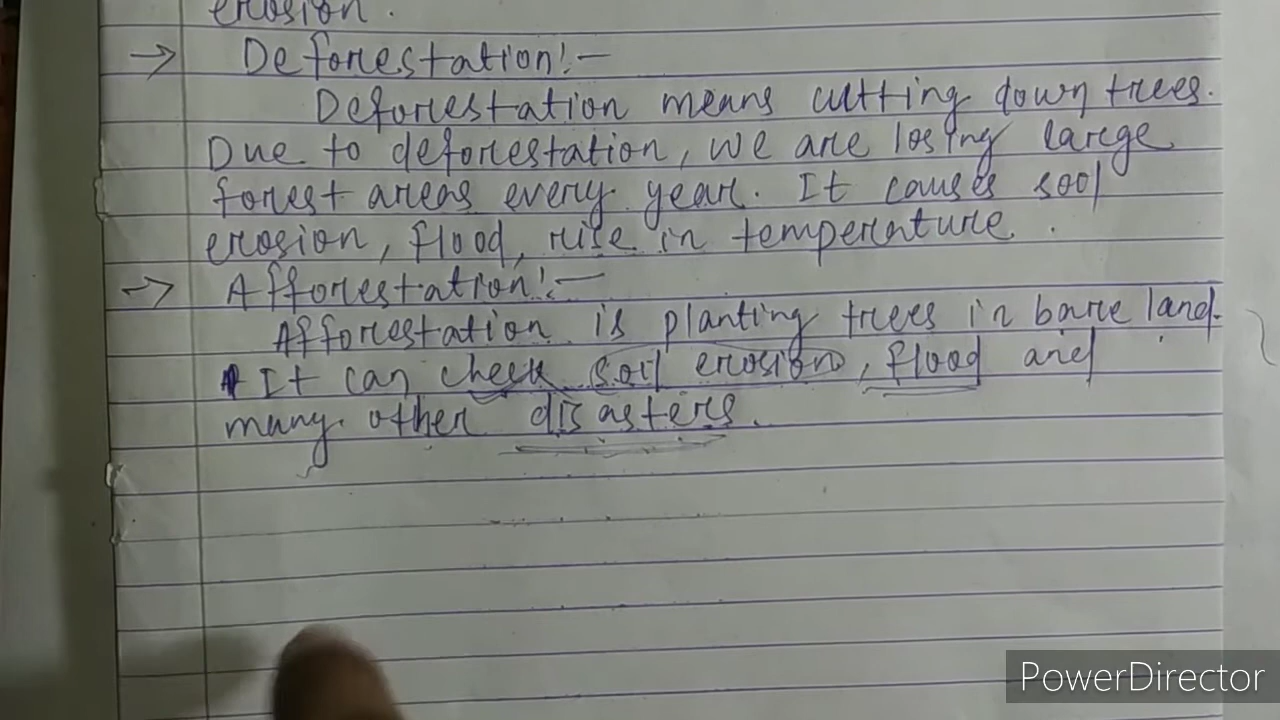 erosion.
→ Deforestation:-
Deforestation means cutting down trees.
Due to deforestation, we are losing large
forest areas every year. It causes sool
erosion, flood, rise in temperature.
→ Afforestation:-
Afforestation is planting trees in bare land.
It can check soil erosion, flood and
many other disasters.
PowerDirector